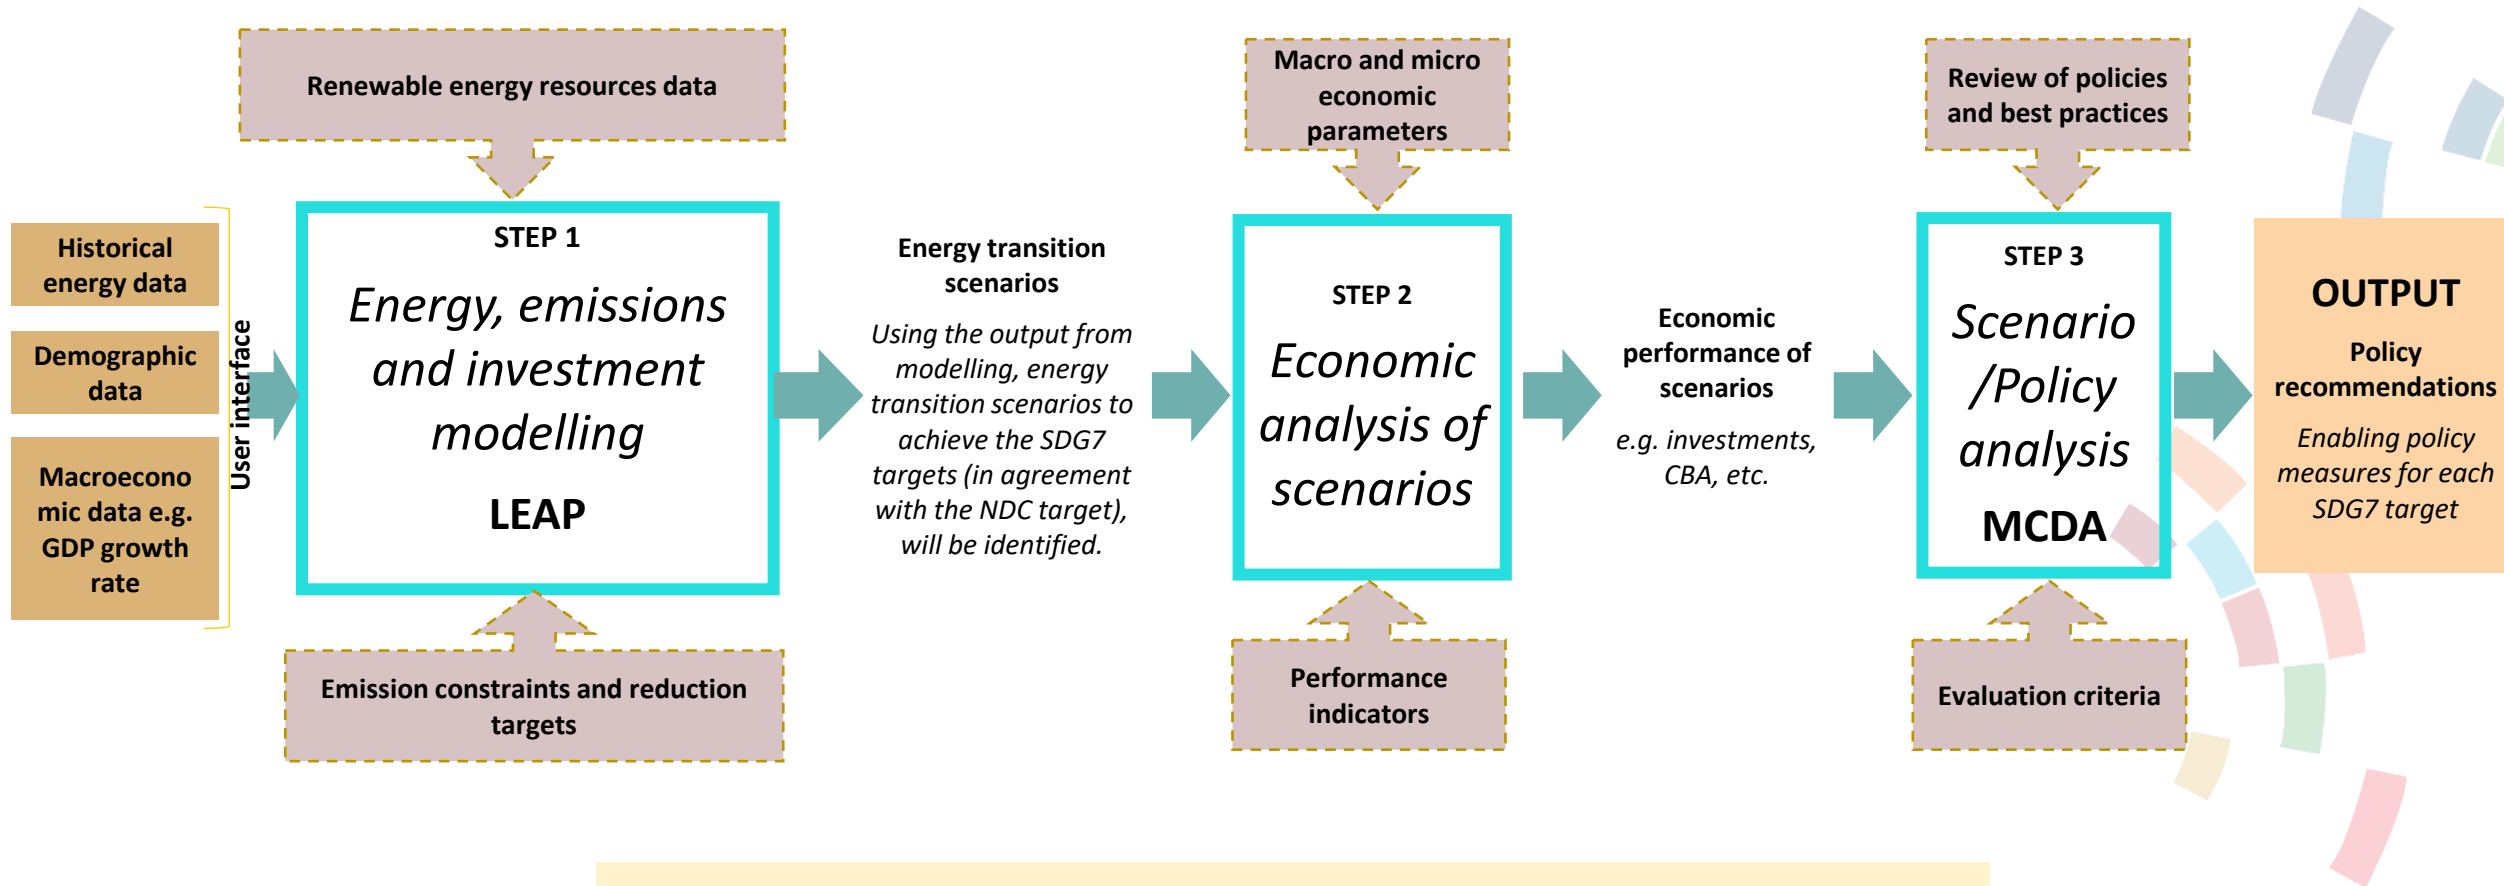 Renewable energy resources data
Macro and micro
economic
parameters
Review of policies
and best practices
Historical
energy data
Demographic
data
Macroecono
mic data e.g.
GDP growth
rate
User interface
STEP 1
Energy, emissions
and investment
modelling
LEAP
Energy transition
scenarios
Using the output from
modelling, energy
transition scenarios to
achieve the SDG7
targets (in agreement
with the NDC target),
will be identified.
STEP 2
Economic
analysis of
scenarios
Economic
performance of
scenarios
e.g. investments,
CBA, etc.
STEP 3
Scenario
/Policy
analysis
MCDA
OUTPUT
Policy
recommendations
Enabling policy
measures for each
SDG7 target
Emission constraints and reduction
targets
Performance
indicators
Evaluation criteria